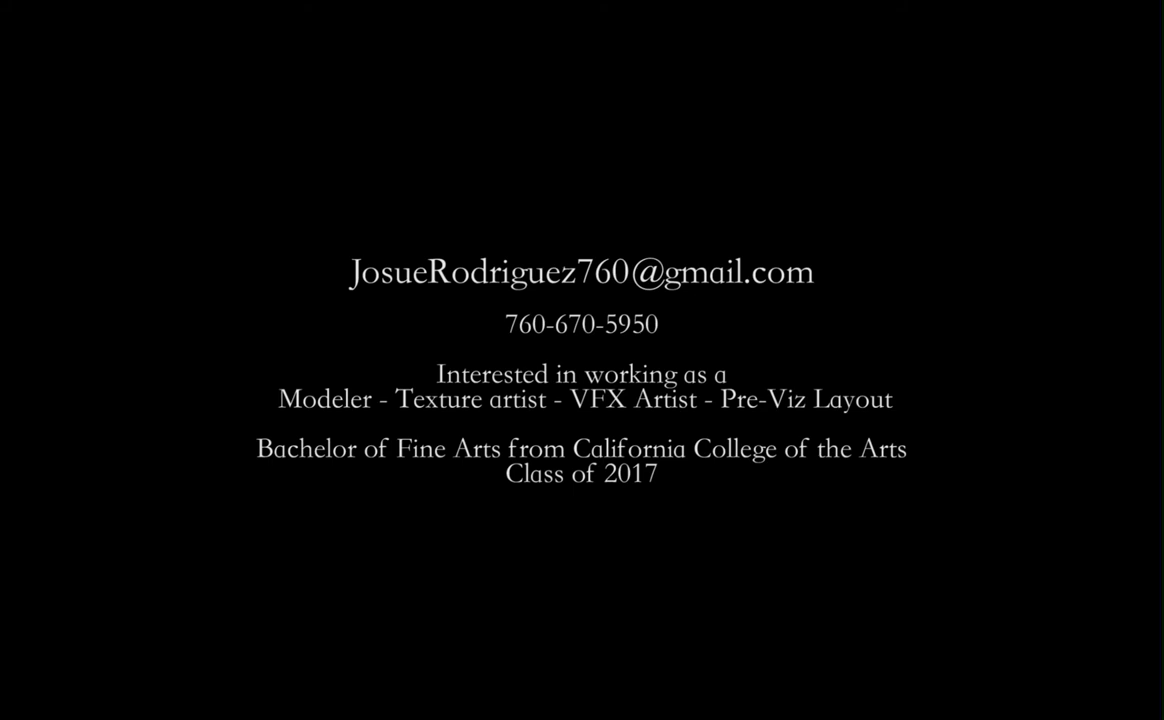 JosueRodriguez760@gmail.com
760-670-5950
Interested in working as a
Modeler - Texture artist - VFX Artist - Pre-Viz Layout
Bachelor of Fine Arts from California College of the Arts
Class of 2017